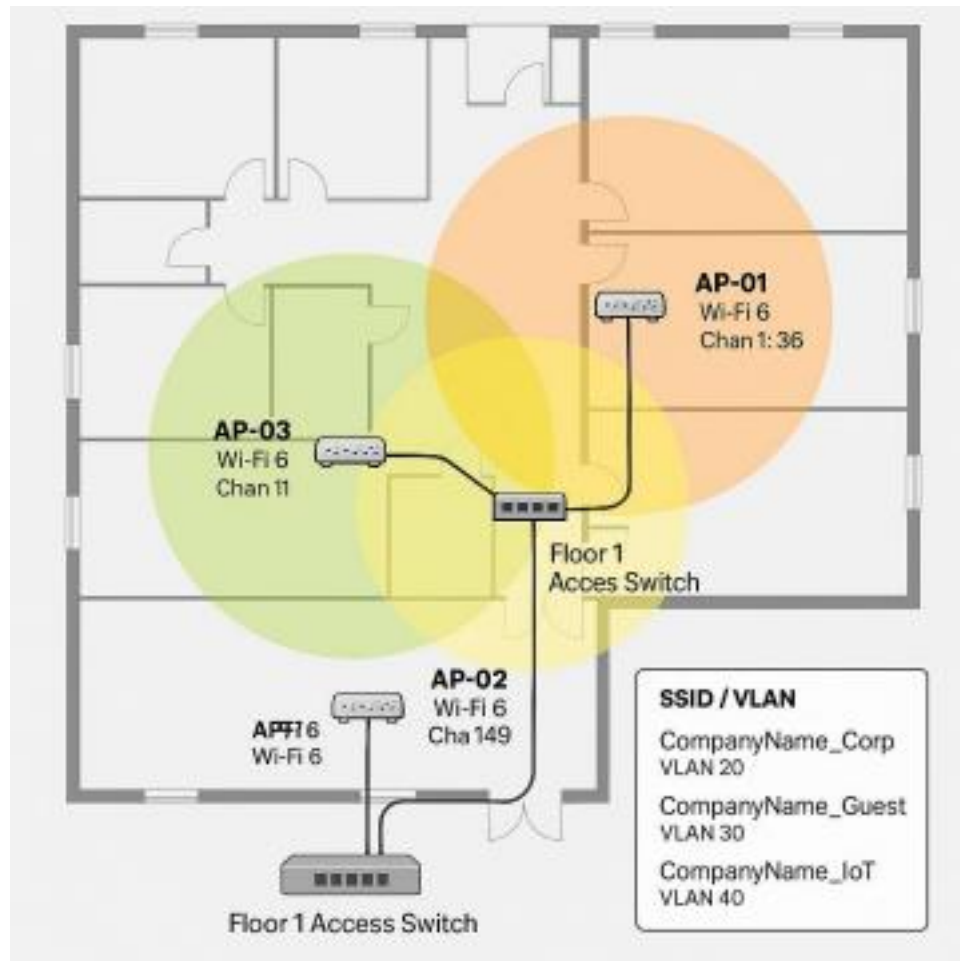 AP-01
Wi-Fi 6
Chan 1: 36
AP-03
Wi-Fi 6
Chan 11
Floor 1
Acces Switch
AP-02
Wi-Fi 6
Cha 149
6
Wi-Fi 6
SSID / VLAN
CompanyName_Corp
VLAN 20
CompanyName_Guest
VLAN 30
CompanyName_IoT
VLAN 40
Floor 1 Access Switch